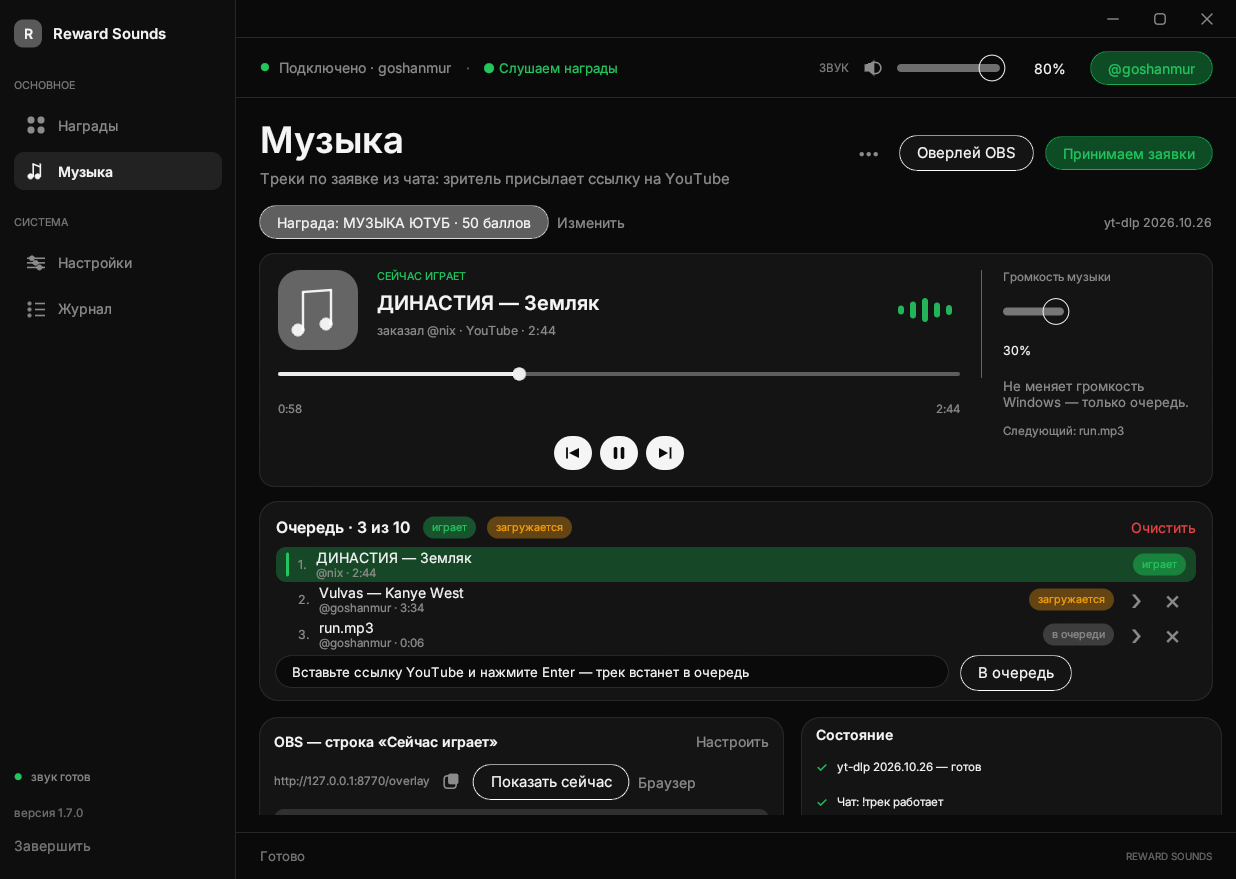 R Reward Sounds
ОСНОВНОЕ
Награды
Музыка
СИСТЕМА
Настройки
Журнал
звук готов
версия 1.7.0
Завершить
Подключено · goshanmur · Слушаем награды
ЗВУК 80% @goshanmur
Музыка
Треки по заявке из чата: зритель присылает ссылку на YouTube
Оверлей OBS Принимаем заявки
Награда: МУЗЫКА ЮТУБ · 50 баллов Изменить yt-dlp 2026.10.26
СЕЙЧАС ИГРАЕТ
ДИНАСТИЯ — Земляк
заказал @nix · YouTube · 2:44
0:58 2:44
Громкость музыки
30%
Не меняет громкость
Windows — только очередь.
Следующий: run.mp3
Очередь · 3 из 10 играет загружается Очистить
1. ДИНАСТИЯ — Земляк играет
@nix · 2:44
2. Vulvas — Kanye West загружается
@goshanmur · 3:34
3. run.mp3 в очереди
@goshanmur · 0:06
Вставьте ссылку YouTube и нажмите Enter — трек встанет в очередь В очередь
OBS — строка «Сейчас играет» Настроить
http://127.0.0.1:8770/overlay Показать сейчас Браузер
Состояние
yt-dlp 2026.10.26 — готов
Чат: !трек работает
Готово REWARD SOUNDS